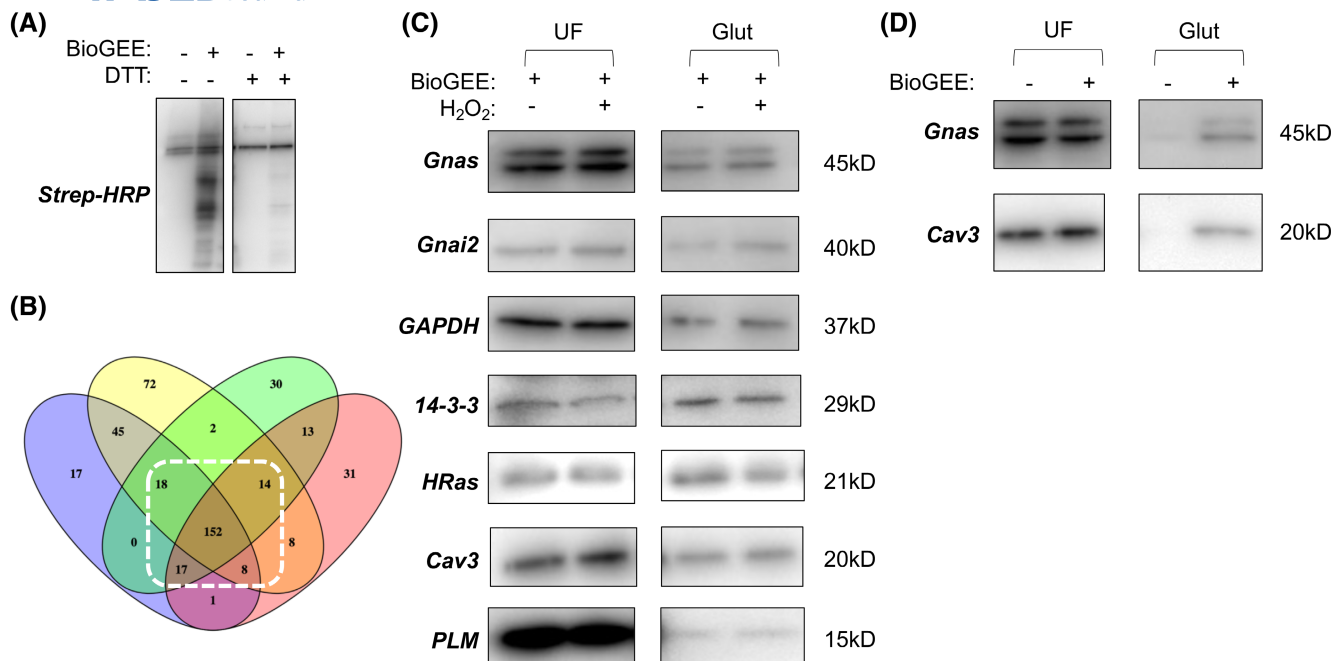 (A)
BioGEE: - + - +
DTT: - - + +
Strep-HRP
(B)
72 30
45 2 13
17 31
18 14
152
0 8
17 8
1
(C)
UF Glut
BioGEE: + + + +
H₂O₂: - + - +
Gnas 45kD
Gnai2 40kD
GAPDH 37kD
14-3-3 29kD
HRas 21kD
Cav3 20kD
PLM 15kD
(D)
UF Glut
BioGEE: - + - +
Gnas 45kD
Cav3 20kD